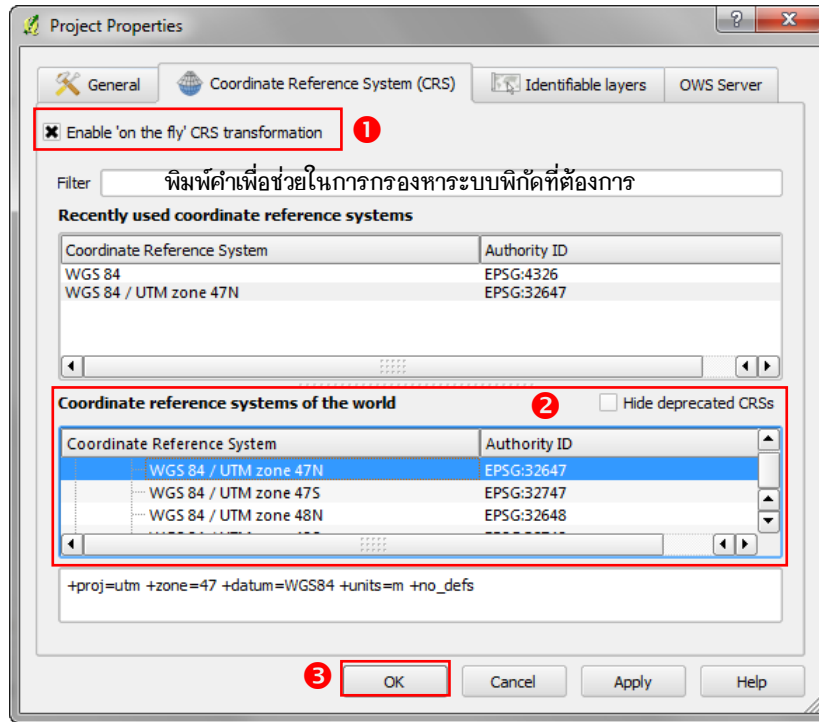 Project Properties
General
Coordinate Reference System (CRS)
Identifiable layers
OWS Server
Enable 'on the fly' CRS transformation
1
Filter
พิมพ์คำเพื่อช่วยในการกรองหาระบบพิกัดที่ต้องการ
Recently used coordinate reference systems
Coordinate Reference System Authority ID
WGS 84 EPSG:4326
WGS 84 / UTM zone 47N EPSG:32647
Coordinate reference systems of the world
2
Hide deprecated CRSs
Coordinate Reference System Authority ID
WGS 84 / UTM zone 47N EPSG:32647
WGS 84 / UTM zone 47S EPSG:32747
WGS 84 / UTM zone 48N EPSG:32648
+proj=utm +zone=47 +datum=WGS84 +units=m +no_defs
3
OK
Cancel
Apply
Help